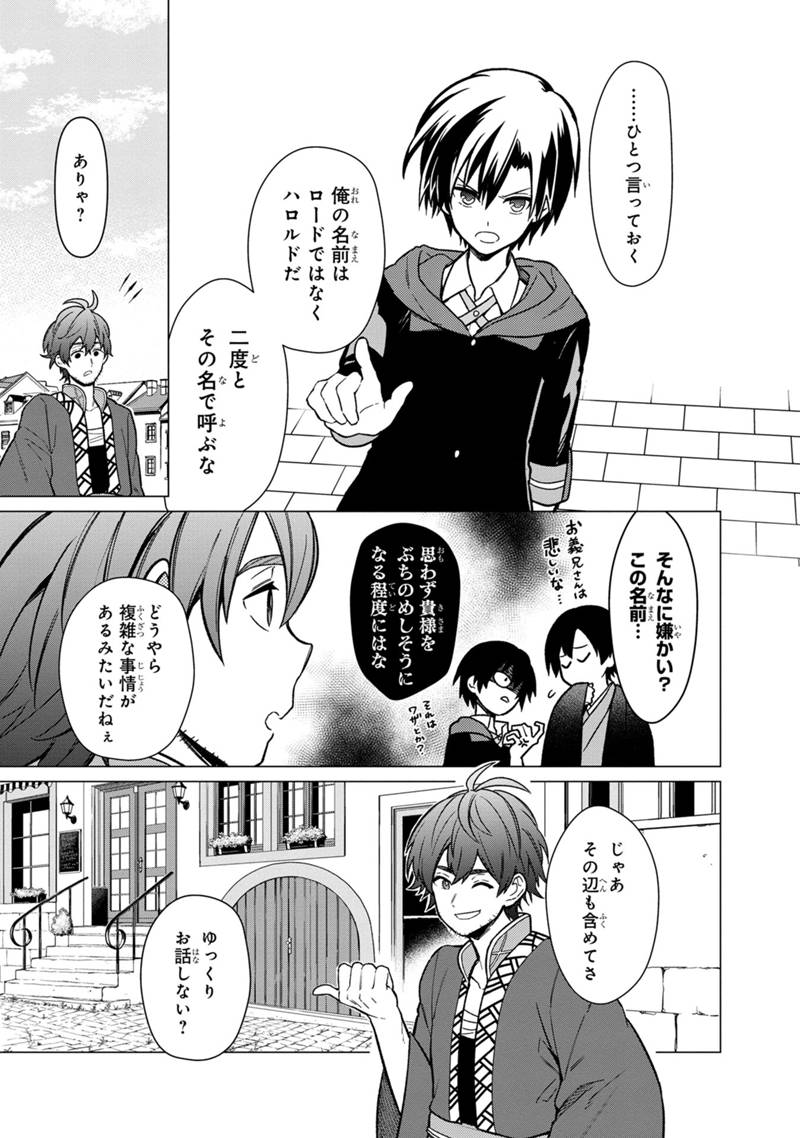 ……ひとつ言っておく
俺の名前は
ロードではなく
ハロルドだ
二度と
その名で呼ぶな
ありゃ?
そんなに嫌かい?
この名前…
お義兄さんは
悲しいな…
思わず貴様を
ぶちのめしそうに
なる程度にはな
それは
ワザとか?
どうやら
複雑な事情が
あるみたいだねぇ
じゃあ
その辺も含めてさ
ゆっくり
お話しない?